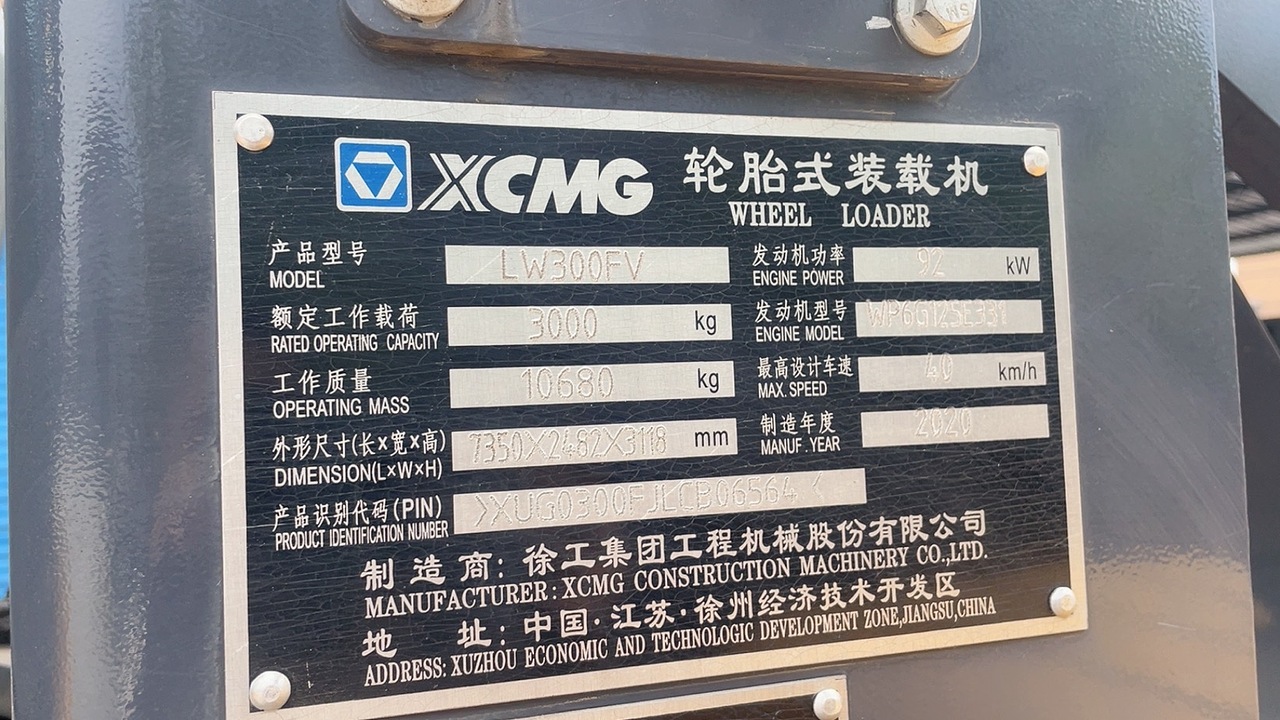 XCMG 轮胎式装载机
WHEEL LOADER
产品型号 LW300FV
MODEL
发动机功率 92 kW
ENGINE POWER
额定工作载荷 3000 kg
RATED OPERATING CAPACITY
发动机型号 WP6G125E331
ENGINE MODEL
工作质量 10680 kg
OPERATING MASS
最高设计车速 40 km/h
MAX. SPEED
外形尺寸(长×宽×高) 7350X2482X3118 mm
DIMENSION(L×W×H)
制造年度 2020
MANUF.YEAR
产品识别代码(PIN) >XUG0300FJLCB06564<
PRODUCT IDENTIFICATION NUMBER
制造商:徐工集团工程机械股份有限公司
MANUFACTURER: XCMG CONSTRUCTION MACHINERY CO.,LTD.
地 址:中国·江苏·徐州经济技术开发区
ADDRESS: XUZHOU ECONOMIC AND TECHNOLOGIC DEVELOPMENT ZONE,JIANGSU,CHINA